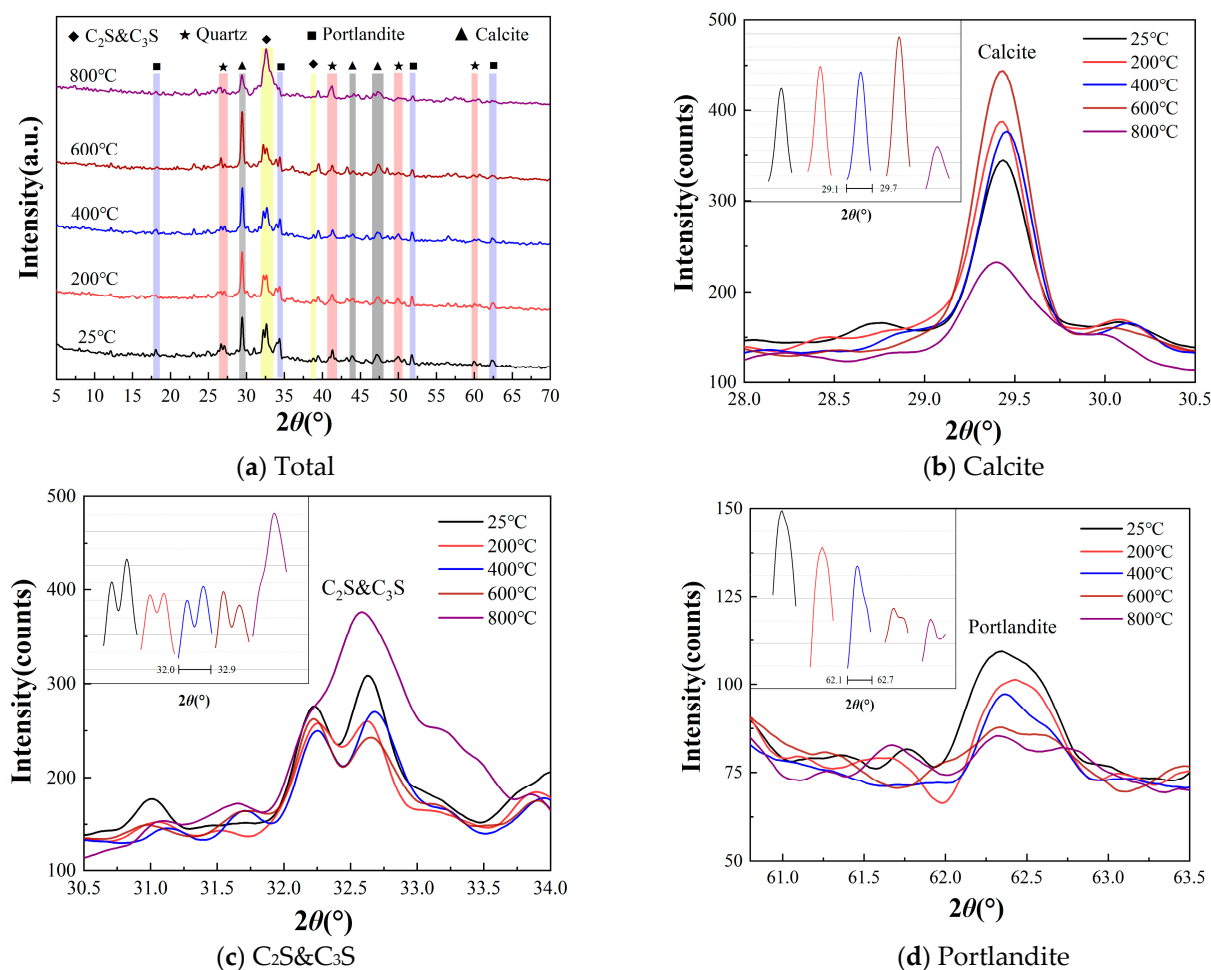 ◆ C₂S&C₃S ★ Quartz ■ Portlandite ▲ Calcite
800℃
600℃
400℃
200℃
25℃
Intensity(a.u.)
5 10 15 20 25 30 35 40 45 50 55 60 65 70
2θ(°)
(a) Total
500
450
400
350
300
250
200
150
100
Intensity(counts)
Calcite
25℃
200℃
400℃
600℃
800℃
29.1 29.7
2θ(°)
28.0 28.5 29.0 29.5 30.0 30.5
2θ(°)
(b) Calcite
500
400
300
200
100
Intensity(counts)
C₂S&C₃S
25℃
200℃
400℃
600℃
800℃
32.0 32.9
2θ(°)
30.5 31.0 31.5 32.0 32.5 33.0 33.5 34.0
2θ(°)
(c) C₂S&C₃S
150
125
100
75
50
Intensity(counts)
Portlandite
25℃
200℃
400℃
600℃
800℃
62.1 62.7
2θ(°)
61.0 61.5 62.0 62.5 63.0 63.5
2θ(°)
(d) Portlandite